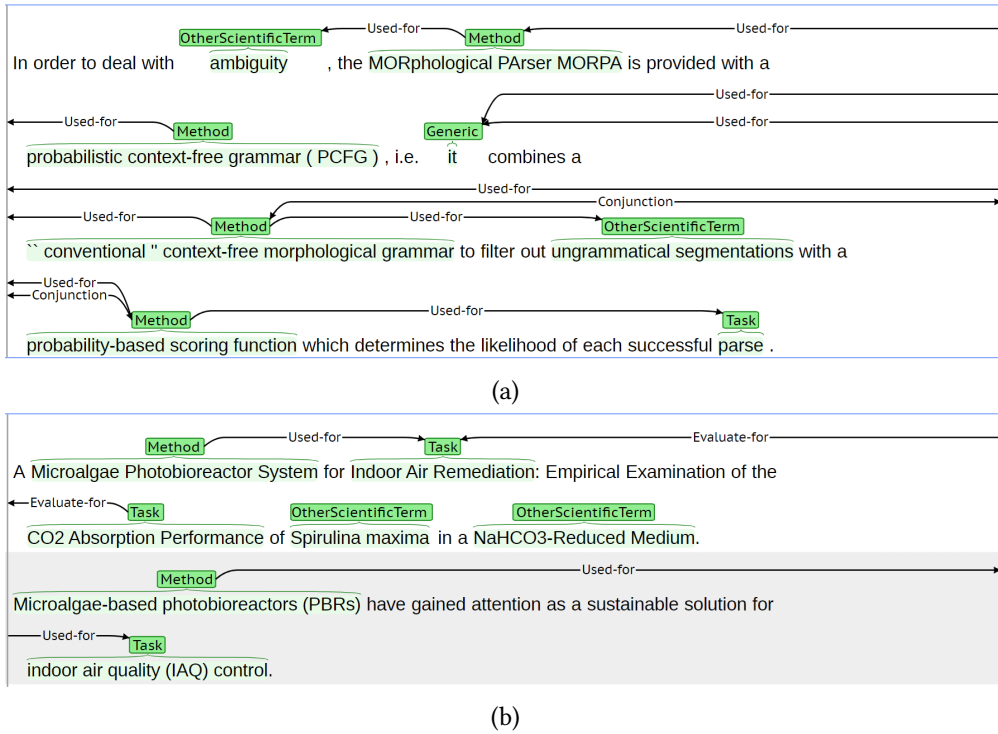 Used-for Used-for
OtherScientificTerm Method
In order to deal with ambiguity , the MORphological PArser MORPA is provided with a
Used-for
Used-for Used-for
Method Generic
probabilistic context-free grammar ( PCFG ) , i.e. it combines a
Used-for
Conjunction
Used-for Used-for
Method OtherScientificTerm
`` conventional '' context-free morphological grammar to filter out ungrammatical segmentations with a
Used-for
Conjunction
Used-for
Method Task
probability-based scoring function which determines the likelihood of each successful parse .
(a)
Used-for Evaluate-for
Method Task
A Microalgae Photobioreactor System for Indoor Air Remediation: Empirical Examination of the
Evaluate-for
Task OtherScientificTerm OtherScientificTerm
CO2 Absorption Performance of Spirulina maxima in a NaHCO3-Reduced Medium.
Used-for
Method
Microalgae-based photobioreactors (PBRs) have gained attention as a sustainable solution for
Used-for
Task
indoor air quality (IAQ) control.
(b)